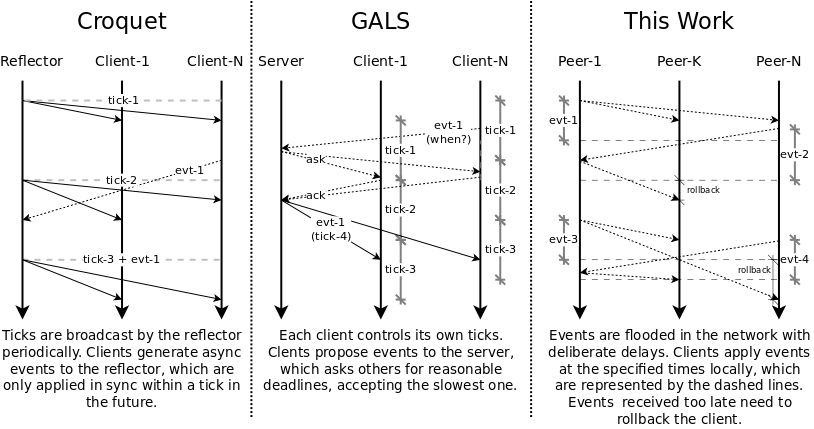 Croquet
GALS
This Work
Reflector
Client-1
Client-N
Server
Client-1
Client-N
Peer-1
Peer-K
Peer-N
tick-1
evt-1
tick-2
tick-3 + evt-1
evt-1
(when?)
tick-1
tick-1
ask
ack
tick-2
tick-2
evt-1
(tick-4)
tick-3
tick-3
evt-1
evt-2
rollback
evt-3
evt-4
rollback
Ticks are broadcast by the reflector
periodically. Clients generate async
events to the reflector, which are
only applied in sync within a tick in
the future.
Each client controls its own ticks.
Clents propose events to the server,
which asks others for reasonable
deadlines, accepting the slowest one.
Events are flooded in the network with
deliberate delays. Clients apply events
at the specified times locally, which
are represented by the dashed lines.
Events received too late need to
rollback the client.